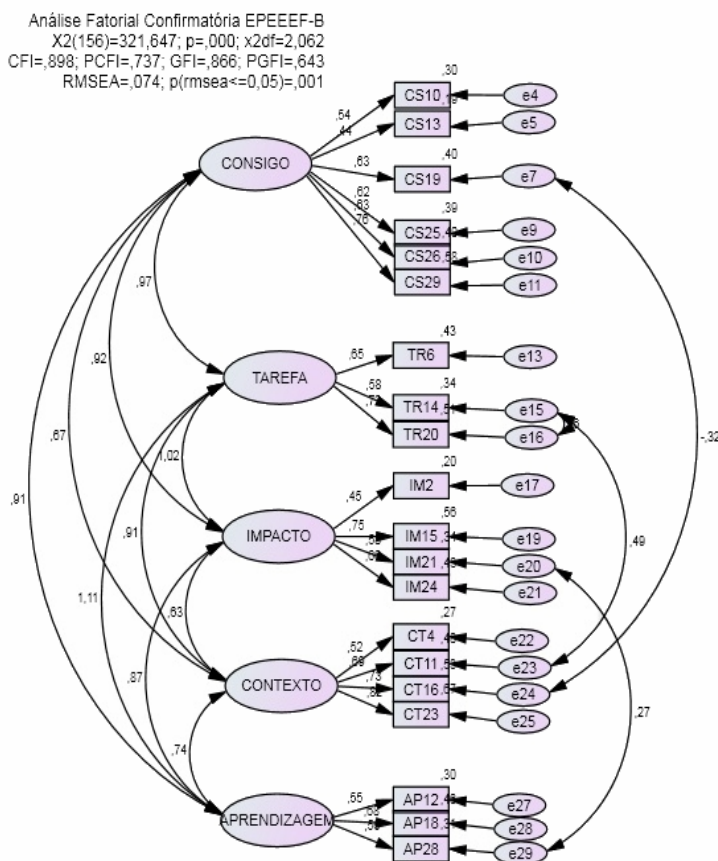 Análise Fatorial Confirmatória EPEEEF-B
X2(156)=321,647; p=,000; x2df=2,062
CFI=,898; PCFI=,737; GFI=,866; PGFI=,643
RMSEA=,074; p(rmsea<=0,05)=,001
,30
CS10
e4
,54
CS13
e5
,44
CONSIGO
,40
,63
CS19
e7
,62
,39
,63
CS25
e9
,76
CS26
e10
CS29
e11
,97
,43
,65
TR6
e13
,92
TAREFA
,58
,34
TR14
e15
TR20
e16
,67
-,32
1,02
,20
,45
IM2
e17
,91
,91
IMPACTO
,75
,56
IM15
e19
,49
IM21
e20
IM24
e21
1,11
,63
,27
,52
CT4
e22
,69
CT11
e23
,87
CONTEXTO
,73
CT16
e24
,82
CT23
e25
,27
,74
,30
,55
AP12
e27
APRENDIZAGEM
AP18
e28
AP28
e29